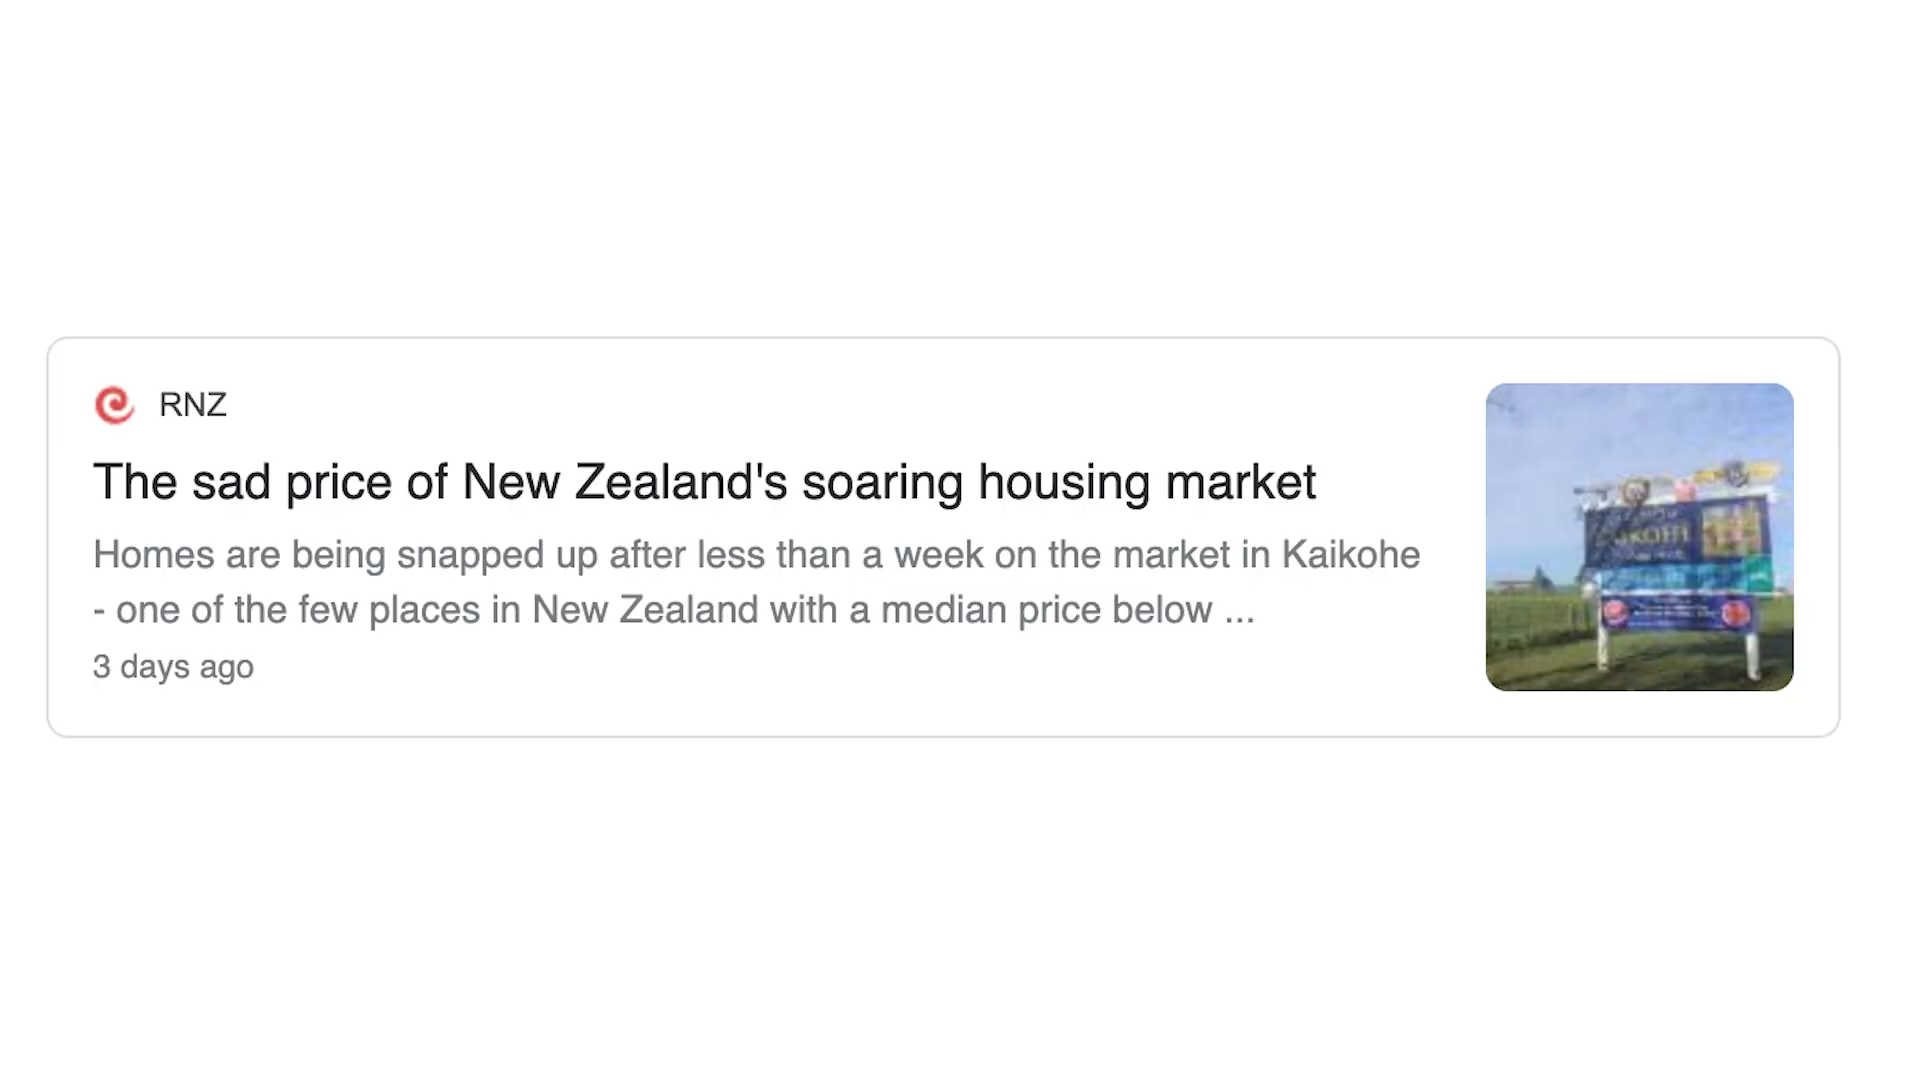 RNZ
The sad price of New Zealand's soaring housing market
Homes are being snapped up after less than a week on the market in Kaikohe
- one of the few places in New Zealand with a median price below ...
3 days ago